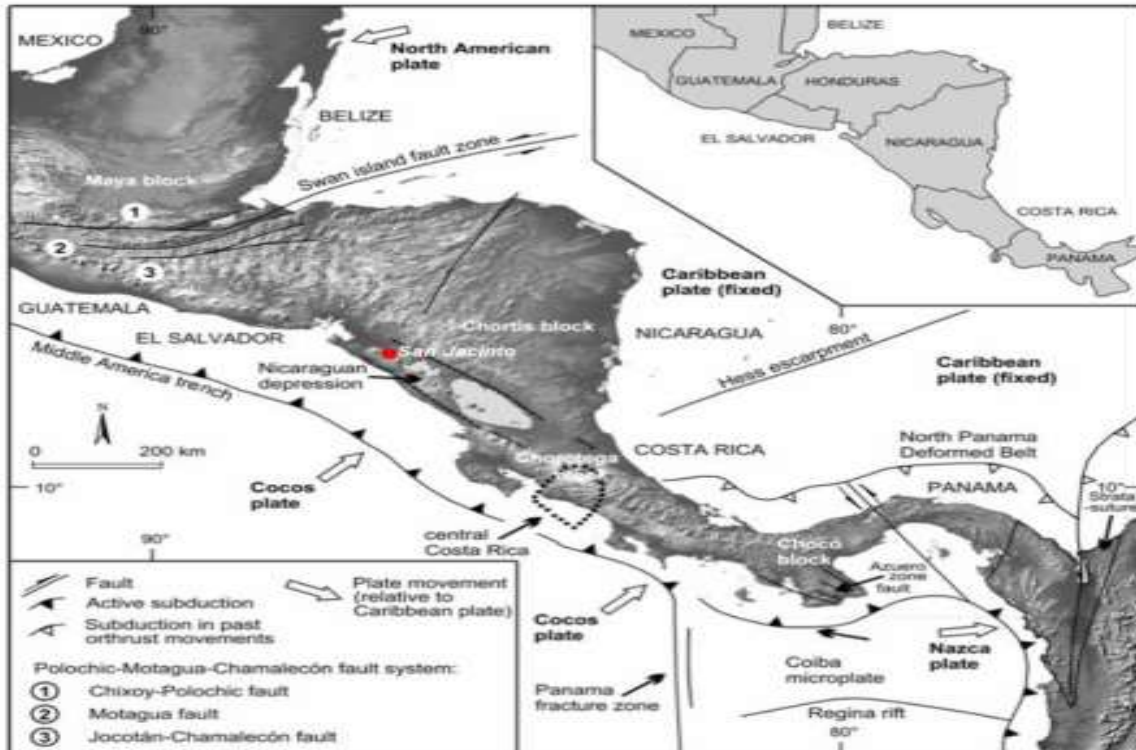 90°
MEXICO
North American
plate
BELIZE
Swan island fault zone
Maya block
1
2
3
GUATEMALA
EL SALVADOR
Middle America trench
Chortis block
San Jacinto
Nicaraguan
depression
Caribbean
plate (fixed)
NICARAGUA
N
0 200 km
10°
Cocos
plate
90°
central
Costa Rica
Chorotega
COSTA RICA
Hess escarpment
80°
Caribbean
plate (fixed)
North Panama
Deformed Belt
PANAMA
10°
Strata
-suture
Choco
block
Azuero
zone
fault
Cocos
plate
Nazca
plate
Coiba
microplate
Panama
fracture zone
Regina rift
80°
MEXICO
BELIZE
GUATEMALA
HONDURAS
EL SALVADOR
NICARAGUA
COSTA RICA
PANAMA
Fault
Active subduction
Subduction in past
orthrust movements
Plate movement
(relative to
Caribbean plate)
Polochic-Motagua-Chamalecón fault system:
1 Chixoy-Polochic fault
2 Motagua fault
3 Jocotán-Chamalecón fault